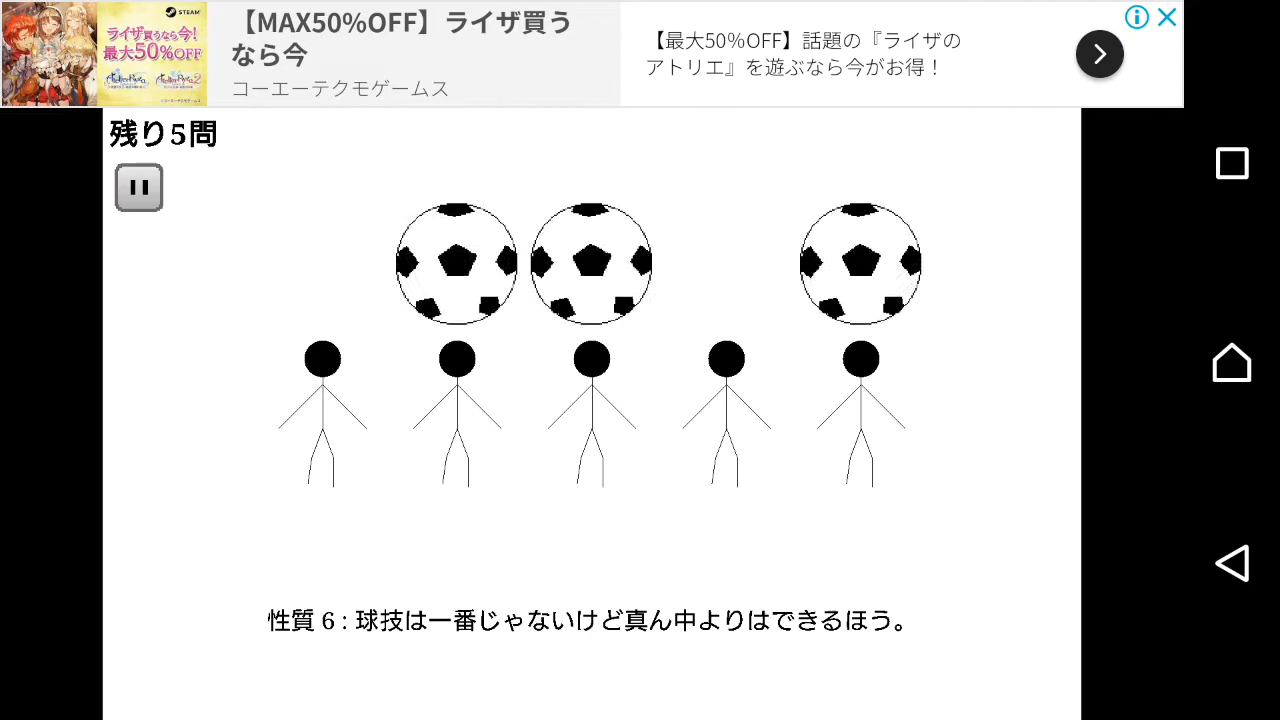 STEAM
ライザ買うなら今!
最大50%OFF
【MAX50%OFF】ライザ買う
なら今
コーエーテクモゲームス
【最大50%OFF】話題の『ライザの
アトリエ』を遊ぶなら今がお得！
残り5問
性質 6 : 球技は一番じゃないけど真ん中よりはできるほう。